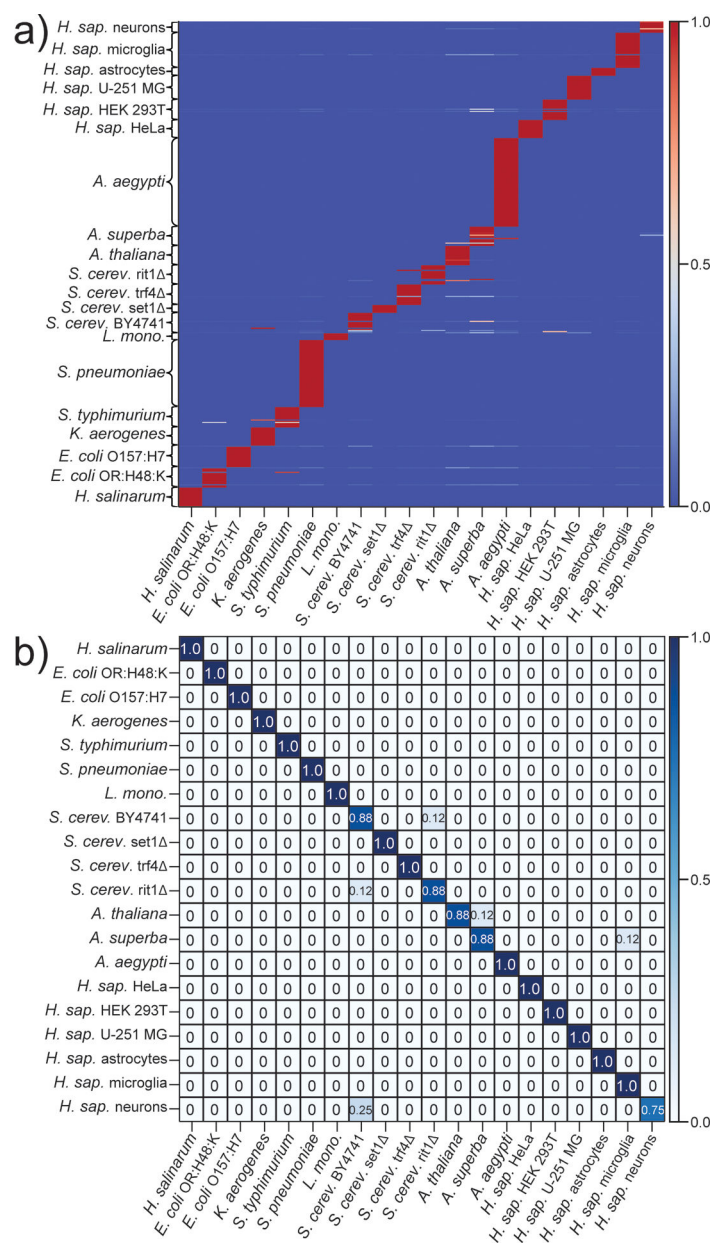 a)
H. sap. neurons
H. sap. microglia
H. sap. astrocytes
H. sap. U-251 MG
H. sap. HEK 293T
H. sap. HeLa
A. aegypti
A. superba
A. thaliana
S. cerev. rit1Δ
S. cerev. trf4Δ
S. cerev. set1Δ
S. cerev. BY4741
L. mono.
S. pneumoniae
S. typhimurium
K. aerogenes
E. coli O157:H7
E. coli OR:H48:K
H. salinarum
1.0
0.5
0.0
H. salinarum
E. coli OR:H48:K
E. coli O157:H7
K. aerogenes
S. typhimurium
S. pneumoniae
L. mono.
S. cerev. BY4741
S. cerev. set1Δ
S. cerev. trf4Δ
S. cerev. rit1Δ
A. thaliana
A. superba
A. aegypti
H. sap. HeLa
H. sap. HEK 293T
H. sap. U-251 MG
H. sap. astrocytes
H. sap. microglia
H. sap. neurons
b)
H. salinarum 1.0 0 0 0 0 0 0 0 0 0 0 0 0 0 0 0 0 0 0 0
E. coli OR:H48:K 0 1.0 0 0 0 0 0 0 0 0 0 0 0 0 0 0 0 0 0 0
E. coli O157:H7 0 0 1.0 0 0 0 0 0 0 0 0 0 0 0 0 0 0 0 0 0
K. aerogenes 0 0 0 1.0 0 0 0 0 0 0 0 0 0 0 0 0 0 0 0 0
S. typhimurium 0 0 0 0 1.0 0 0 0 0 0 0 0 0 0 0 0 0 0 0 0
S. pneumoniae 0 0 0 0 0 1.0 0 0 0 0 0 0 0 0 0 0 0 0 0 0
L. mono. 0 0 0 0 0 0 1.0 0 0 0 0 0 0 0 0 0 0 0 0 0
S. cerev. BY4741 0 0 0 0 0 0 0 0.88 0 0 0.12 0 0 0 0 0 0 0 0 0
S. cerev. set1Δ 0 0 0 0 0 0 0 0 1.0 0 0 0 0 0 0 0 0 0 0 0
S. cerev. trf4Δ 0 0 0 0 0 0 0 0 0 1.0 0 0 0 0 0 0 0 0 0 0
S. cerev. rit1Δ 0 0 0 0 0 0 0 0.12 0 0 0.88 0 0 0 0 0 0 0 0 0
A. thaliana 0 0 0 0 0 0 0 0 0 0 0 0.88 0.12 0 0 0 0 0 0 0
A. superba 0 0 0 0 0 0 0 0 0 0 0 0 0.88 0 0 0 0 0 0.12 0
A. aegypti 0 0 0 0 0 0 0 0 0 0 0 0 0 1.0 0 0 0 0 0 0
H. sap. HeLa 0 0 0 0 0 0 0 0 0 0 0 0 0 0 1.0 0 0 0 0 0
H. sap. HEK 293T 0 0 0 0 0 0 0 0 0 0 0 0 0 0 0 1.0 0 0 0 0
H. sap. U-251 MG 0 0 0 0 0 0 0 0 0 0 0 0 0 0 0 0 1.0 0 0 0
H. sap. astrocytes 0 0 0 0 0 0 0 0 0 0 0 0 0 0 0 0 0 1.0 0 0
H. sap. microglia 0 0 0 0 0 0 0 0 0 0 0 0 0 0 0 0 0 0 1.0 0
H. sap. neurons 0 0 0 0 0 0 0 0.25 0 0 0 0 0 0 0 0 0 0 0 0.75
1.0
0.5
0.0
H. salinarum
E. coli OR:H48:K
E. coli O157:H7
K. aerogenes
S. typhimurium
S. pneumoniae
L. mono.
S. cerev. BY4741
S. cerev. set1Δ
S. cerev. trf4Δ
S. cerev. rit1Δ
A. thaliana
A. superba
A. aegypti
H. sap. HeLa
H. sap. HEK 293T
H. sap. U-251 MG
H. sap. astrocytes
H. sap. microglia
H. sap. neurons